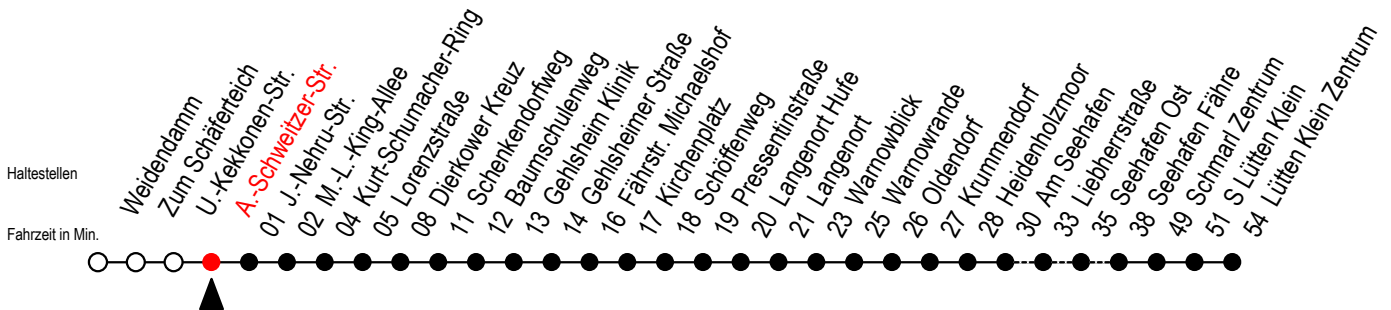 Haltestellen
Fahrzeit in Min.
Weidendamm
Zum Schäferteich
U.-Kekkonen-Str.
A.-Schweitzer-Str.
01 J.-Nehru-Str.
02 M.-L.-King-Allee
04 Kurt-Schumacher-Ring
05 Lorenzstraße
08 Dierkower Kreuz
11 Schenkendorfweg
12 Baumschulenweg
13 Gehlsheim Klinik
14 Gehlsheimer Straße
16 Fährstr. Michaelshof
17 Kirchenplatz
18 Schöffenweg
19 Pressentinstraße
20 Langenort Hufe
21 Langenort
23 Warnowblick
25 Warnowrande
26 Oldendorf
27 Krummendorf
28 Heidenholzmoor
30 Am Seehafen
33 Liebherrstraße
35 Seehafen Ost
38 Seehafen Fähre
49 Schmarl Zentrum
51 S Lütten Klein
54 Lütten Klein Zentrum